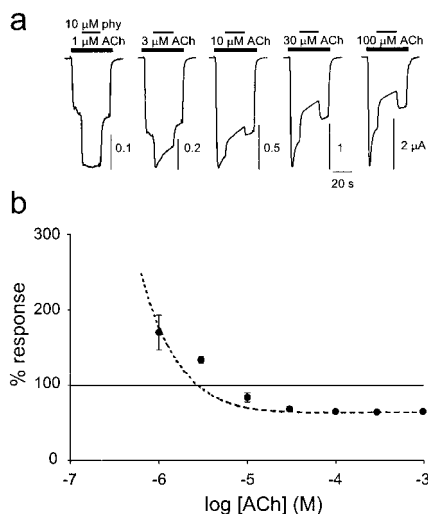 a
10 μM phy
1 μM ACh 3 μM ACh 10 μM ACh 30 μM ACh 100 μM ACh
0.1 0.2 0.5 1 2 μA
20 s
b
300
200
100
0
% response
-7 -6 -5 -4 -3
log [ACh] (M)